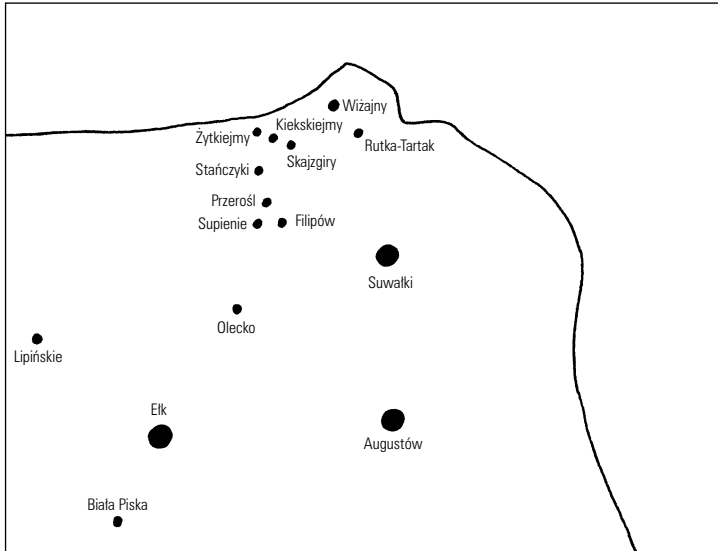 Wiżajny
Kiekskiejmy
Żytkiejmy
Rutka-Tartak
Skajzgiry
Stańczyki
Przerośl
Supienie
Filipów
Suwałki
Olecko
Lipińskie
Ełk
Augustów
Biała Piska